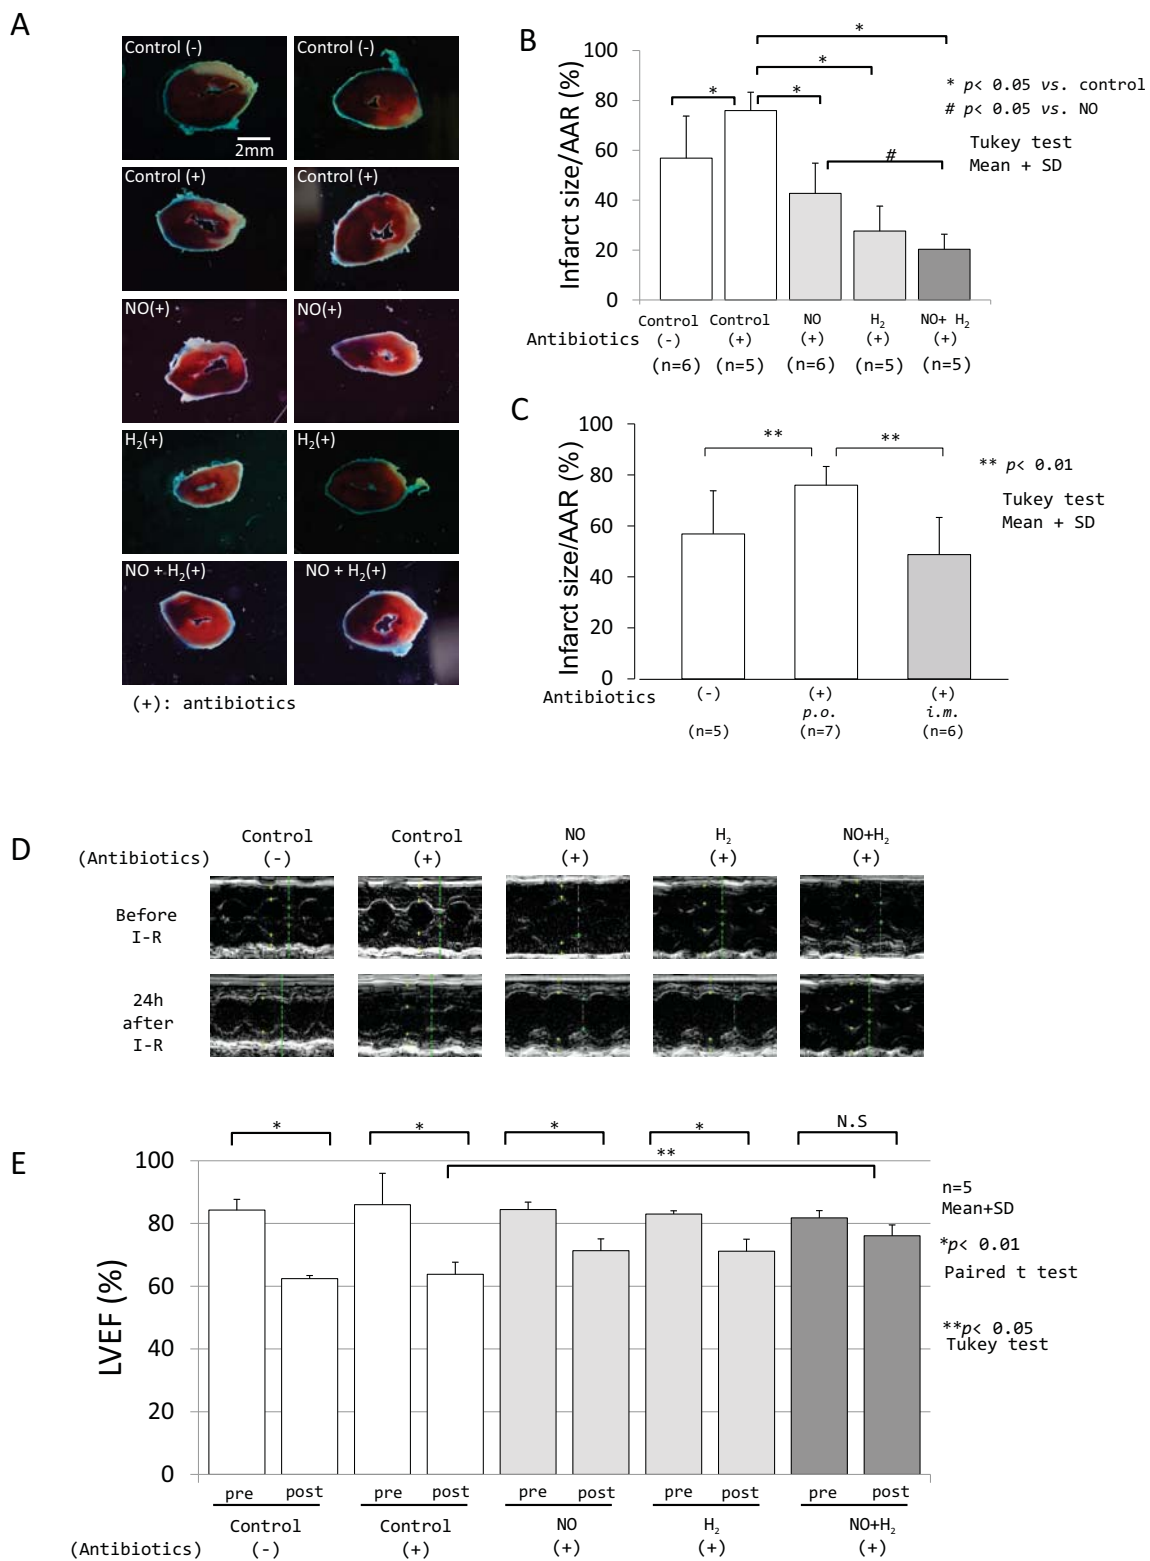 A
Control (-)
Control (-)
2mm
Control (+)
Control (+)
NO(+)
NO(+)
H₂(+)
H₂(+)
NO + H₂(+)
NO + H₂(+)
(+): antibiotics
B
Infarct size/AAR (%)
100
80
60
40
20
0
*
*
*
*
#
* p< 0.05 vs. control
# p< 0.05 vs. NO
Tukey test
Mean + SD
Control Control NO H₂ NO+ H₂
Antibiotics (-) (+) (+) (+) (+)
(n=6) (n=5) (n=6) (n=5) (n=5)
C
Infarct size/AAR (%)
100
80
60
40
20
0
**
**
** p< 0.01
Tukey test
Mean + SD
Antibiotics (-) (+) (+)
p.o. i.m.
(n=5) (n=7) (n=6)
D
Control Control NO H₂ NO+H₂
(Antibiotics) (-) (+) (+) (+) (+)
Before
I-R
24h
after
I-R
E
* * * * N.S
**
LVEF (%)
100
80
60
40
20
0
n=5
Mean+SD
*p< 0.01
Paired t test
**p< 0.05
Tukey test
pre post pre post pre post pre post pre post
Control Control NO H₂ NO+H₂
(Antibiotics) (-) (+) (+) (+) (+)